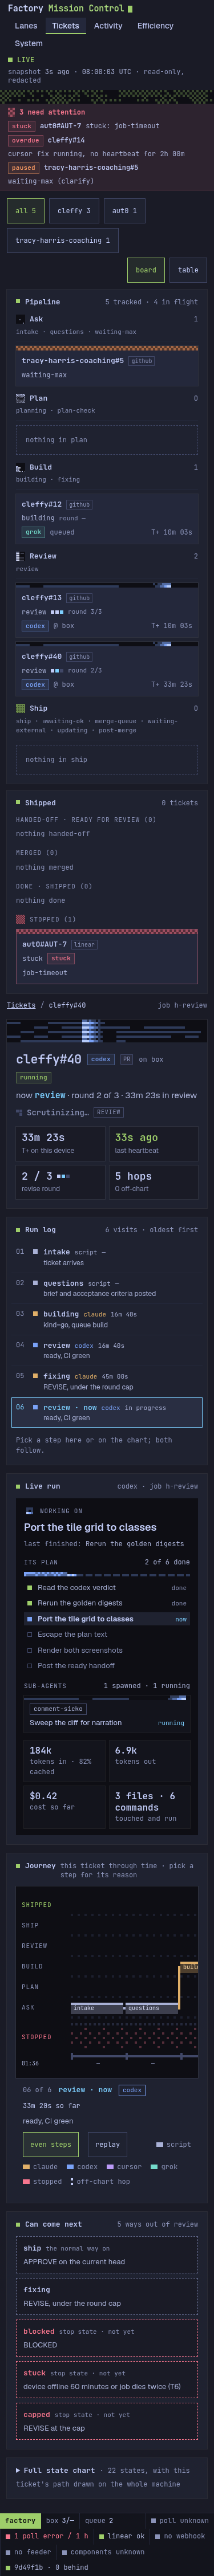 Factory Mission Control
Lanes Tickets Activity Efficiency
System
LIVE
snapshot 3s ago · 08:00:03 UTC · read-only,
redacted
3 need attention
stuck aut0#AUT-7 stuck: job-timeout
overdue cleffy#14
cursor fix running, no heartbeat for 2h 00m
paused tracy-harris-coaching#5
waiting-max (clarify)
all 5 cleffy 3 aut0 1
tracy-harris-coaching 1
board table
Pipeline 5 tracked · 4 in flight
Ask 1
intake · questions · waiting-max
tracy-harris-coaching#5 github
waiting-max
Plan 0
planning · plan-check
nothing in plan
Build 1
building · fixing
cleffy#12 github
building round —
grok queued T+ 10m 03s
Review 2
review
cleffy#13 github
review round 3/3
codex @ box T+ 10m 03s
cleffy#40 github
review round 2/3
codex @ box T+ 33m 23s
Ship 0
ship · awaiting-ok · merge-queue · waiting-
external · updating · post-merge
nothing in ship
Shipped 0 tickets
HANDED-OFF · READY FOR REVIEW (0)
nothing handed-off
MERGED (0)
nothing merged
DONE · SHIPPED (0)
nothing done
STOPPED (1)
aut0#AUT-7 linear
stuck stuck
job-timeout
Tickets / cleffy#40 job h-review
cleffy#40 codex PR on box
running
now review · round 2 of 3 · 33m 23s in review
Scrutinizing… REVIEW
33m 23s
T+ on this device
33s ago
last heartbeat
2 / 3
revise round
5 hops
0 off-chart
Run log 6 visits · oldest first
01 intake script —
ticket arrives
02 questions script —
brief and acceptance criteria posted
03 building claude 16m 40s
kind=go, queue build
04 review codex 16m 40s
ready, CI green
05 fixing claude 45m 00s
REVISE, under the round cap
06 review · now codex in progress
ready, CI green
Pick a step here or on the chart; both
follow.
Live run codex · job h-review
WORKING ON
Port the tile grid to classes
last finished: Rerun the golden digests
ITS PLAN 2 of 6 done
Read the codex verdict done
Rerun the golden digests done
Port the tile grid to classes now
Escape the plan text
Render both screenshots
Post the ready handoff
SUB-AGENTS 1 spawned · 1 running
comment-sicko
Sweep the diff for narration running
184k
tokens in · 82%
cached
6.9k
tokens out
$0.42
cost so far
3 files · 6
commands
touched and run
Journey this ticket through time · pick a
step for its reason
SHIPPED
SHIP
REVIEW
BUILD
PLAN
ASK intake questions
STOPPED
01:36 — —
06 of 6 review · now codex
33m 20s so far
ready, CI green
even steps replay script
claude codex cursor grok
stopped off-chart hop
Can come next 5 ways out of review
ship the normal way on
APPROVE on the current head
fixing
REVISE, under the round cap
blocked stop state · not yet
BLOCKED
stuck stop state · not yet
device offline 60 minutes or job dies twice (T6)
capped stop state · not yet
REVISE at the cap
Full state chart · 22 states, with this
ticket's path drawn on the whole machine
factory box 3/— queue 2 poll unknown
1 poll error / 1 h linear ok no webhook
no feeder components unknown
9d49f1b · 0 behind